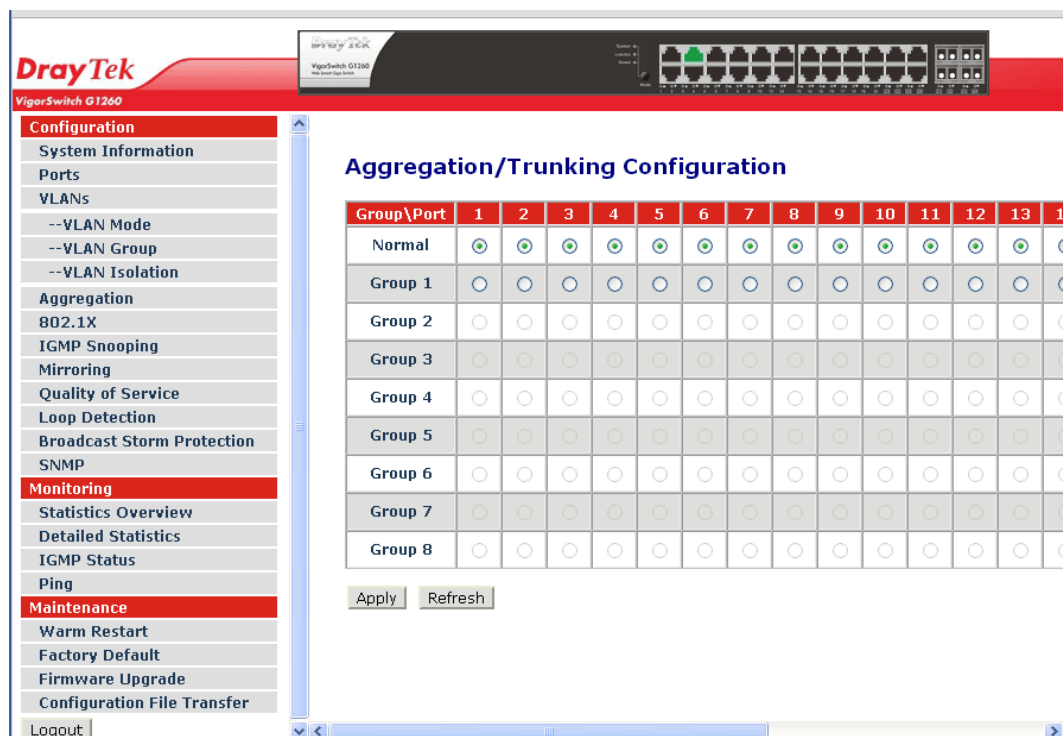 DrayTek
VigorSwitch G1260
DrayTek
VigorSwitch G1260
Configuration
System Information
Ports
VLANs
--VLAN Mode
--VLAN Group
--VLAN Isolation
Aggregation
802.1X
IGMP Snooping
Mirroring
Quality of Service
Loop Detection
Broadcast Storm Protection
SNMP
Monitoring
Statistics Overview
Detailed Statistics
IGMP Status
Ping
Maintenance
Warm Restart
Factory Default
Firmware Upgrade
Configuration File Transfer
Logout
Aggregation/Trunking Configuration
Group\Port 1 2 3 4 5 6 7 8 9 10 11 12 13
Normal
Group 1
Group 2
Group 3
Group 4
Group 5
Group 6
Group 7
Group 8
Apply Refresh